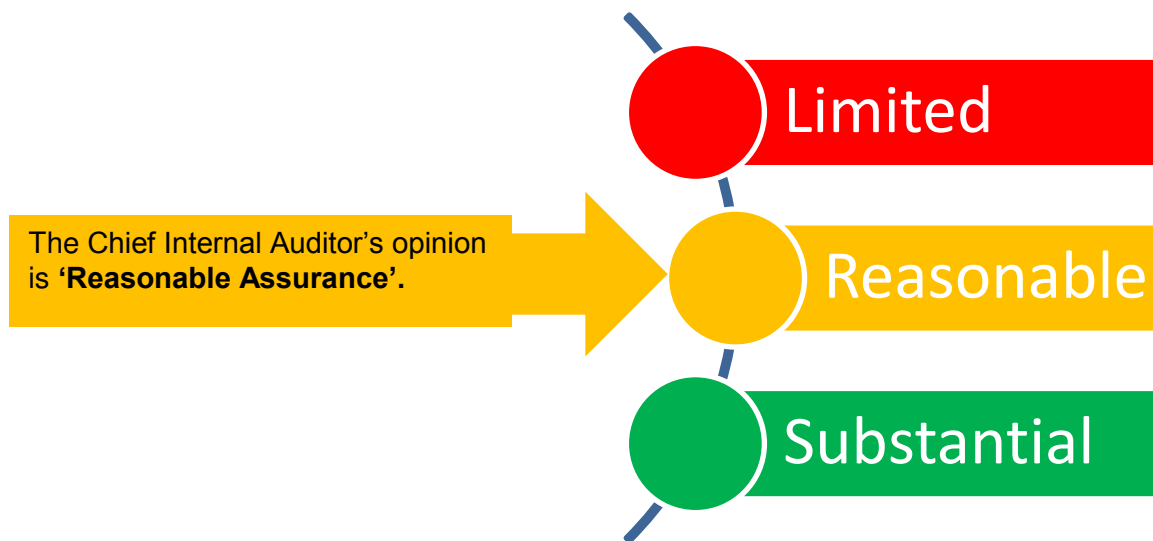 Limited
The Chief Internal Auditor’s opinion
is ‘Reasonable Assurance’.
Reasonable
Substantial